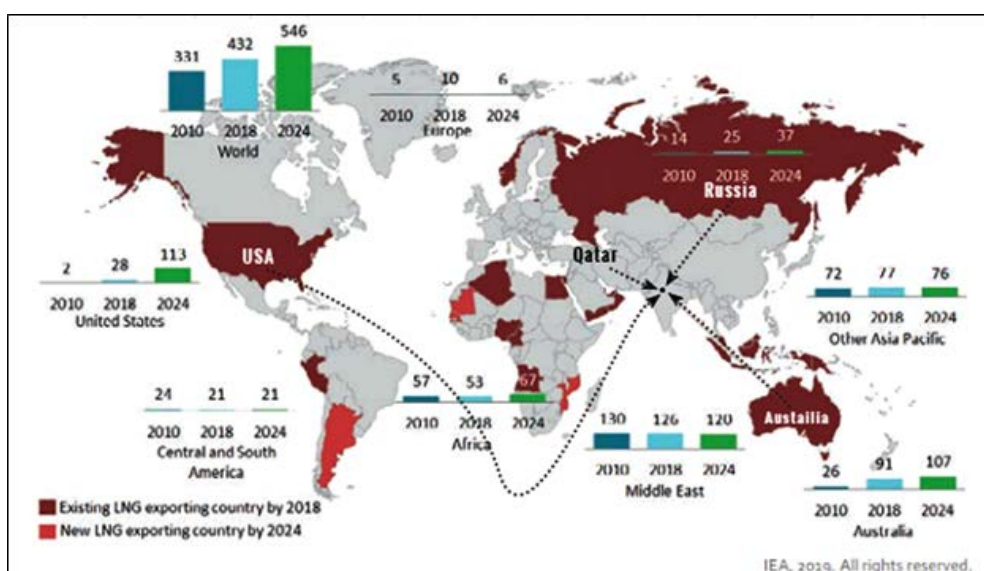 331 432 546
2010 2018 2024
World
5 10 6
2010 2018 2024
Europe
14 25 37
2010 2018 2024
Russia
USA
Qatar
2 28 113
2010 2018 2024
United States
72 77 76
2010 2018 2024
Other Asia Pacific
24 21 21
2010 2018 2024
Central and South
America
57 53 67
2010 2018 2024
Africa
130 126 120
2010 2018 2024
Middle East
Austailia
26 91 107
2010 2018 2024
Australia
Existing LNG exporting country by 2018
New LNG exporting country by 2024
IEA, 2019. All rights reserved.